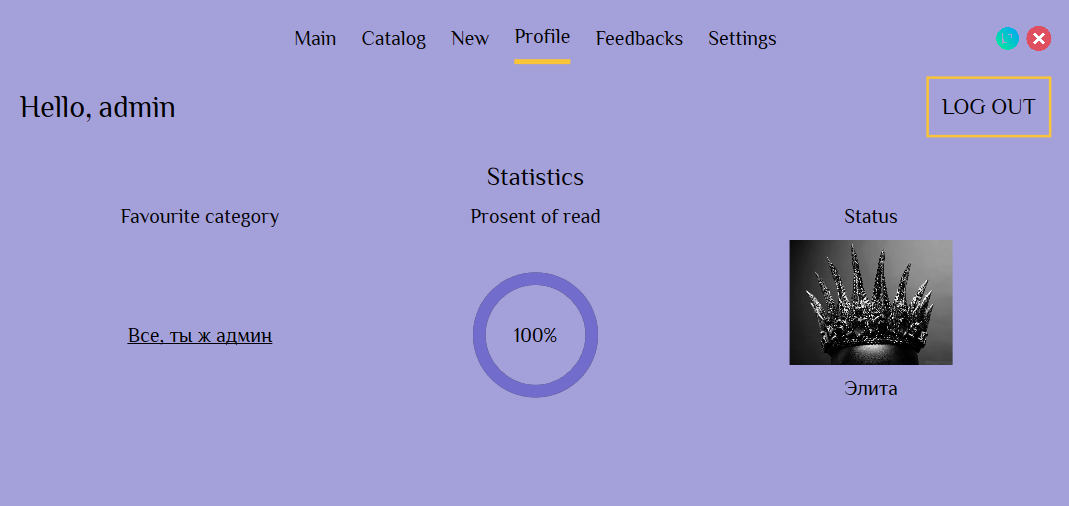 Main Catalog New Profile Feedbacks Settings
Hello, admin
LOG OUT
Statistics
Favourite category
Prosent of read
Status
Все, ты ж админ
100%
Элита